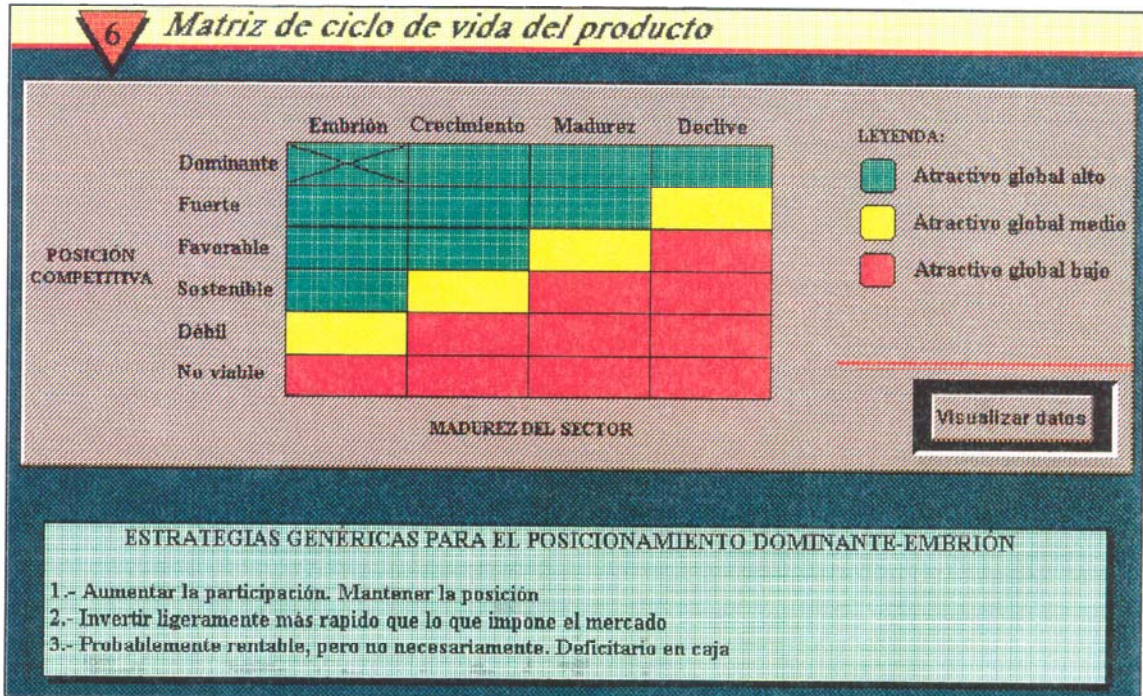 6 Matriz de ciclo de vida del producto
Embrión Crecimiento Madurez Declive
Dominante
Fuerte
Favorable
Sostenible
Débil
No viable
POSICIÓN
COMPETITIVA
MADUREZ DEL SECTOR
LEYENDA:
Atractivo global alto
Atractivo global medio
Atractivo global bajo
Visualizar datos
ESTRATEGIAS GENÉRICAS PARA EL POSICIONAMIENTO DOMINANTE-EMBRIÓN
1.- Aumentar la participación. Mantener la posición
2.- Invertir ligeramente más rapido que lo que impone el mercado
3.- Probablemente rentable, pero no necesariamente. Deficitario en caja